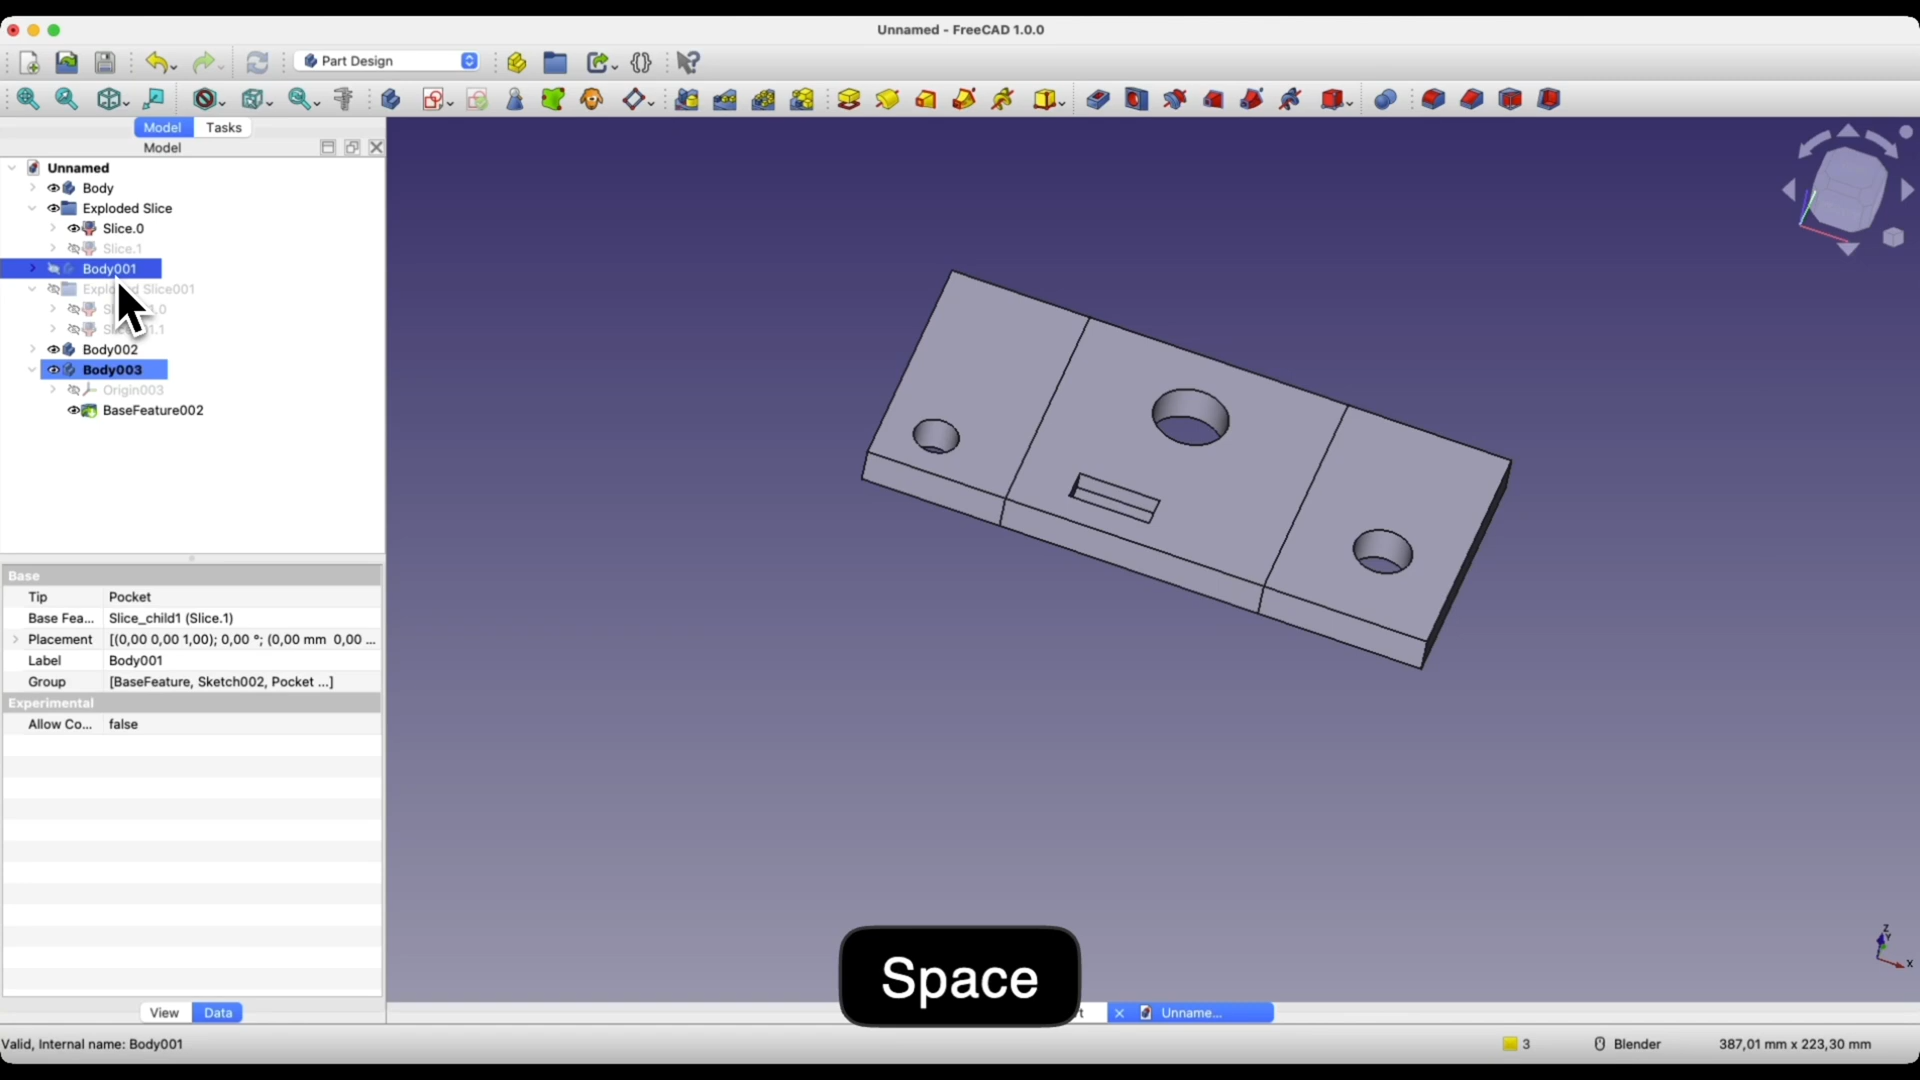 Unnamed - FreeCAD 1.0.0
Part Design
Model
Tasks
Model
Unnamed
Body
Exploded Slice
Slice.0
Slice.1
Body001
Slice001
Body002
Body003
Origin003
BaseFeature002
Base
Tip Pocket
Base Fea... Slice_child1 (Slice.1)
Placement [(0,00 0,00 1,00); 0,00 °; (0,00 mm 0,00 ...
Label Body001
Group [BaseFeature, Sketch002, Pocket ...]
Experimental
Allow Co... false
Z
Y
X
Space
View
Data
Unname...
Valid, Internal name: Body001
3
Blender
387,01 mm x 223,30 mm